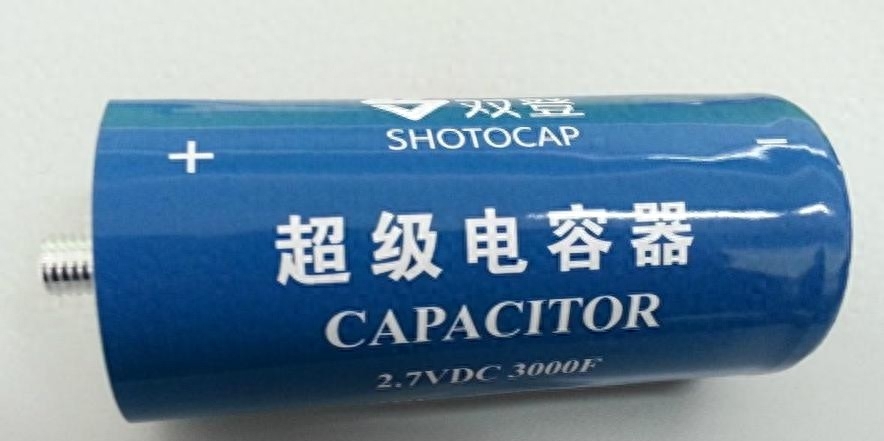 双登
SHOTOCAP
+ -
超级电容器
CAPACITOR
2.7VDC 3000F